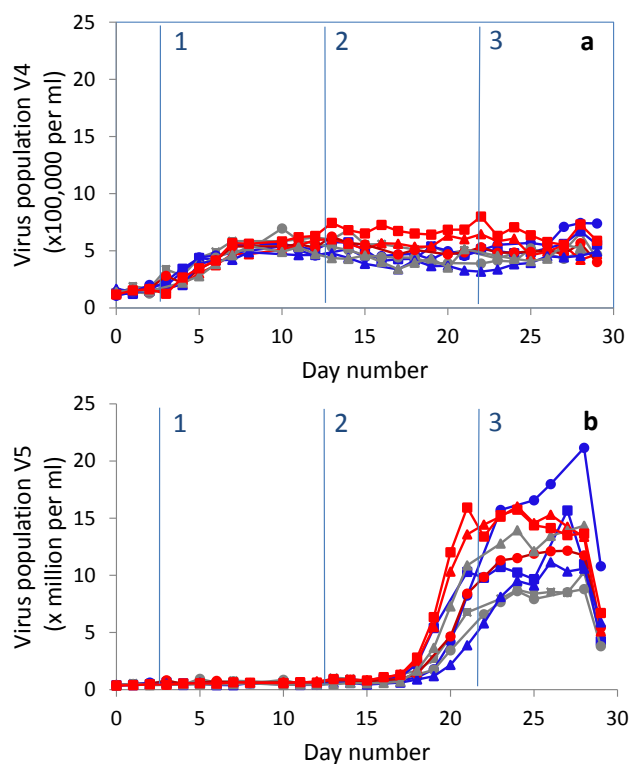 1 2 3 a
25
20
15
10
5
0
0 5 10 15 20 25 30
Day number
Virus population V4
(x100,000 per ml)
1 2 3 b
25
20
15
10
5
0
0 5 10 15 20 25 30
Day number
Virus population V5
(x million per ml)